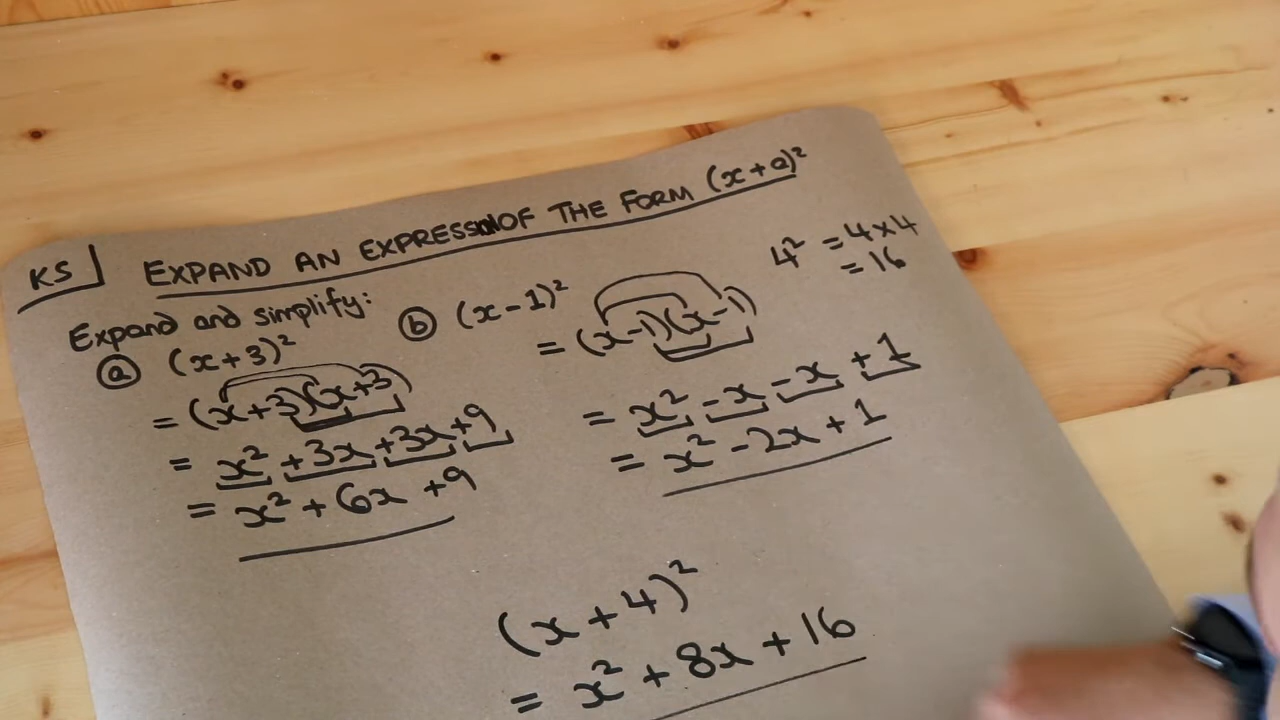 KS EXPAND AN EXPRESSION OF THE FORM (x+a)²
Expand and simplify:
ⓐ (x+3)²
= (x+3)(x+3)
= x² +3x +3x +9
= x² + 6x + 9
ⓑ (x-1)²
= (x-1)(x-1)
= x² -x -x +1
= x² - 2x + 1
4² = 4×4
= 16
(x+4)²
= x² + 8x + 16